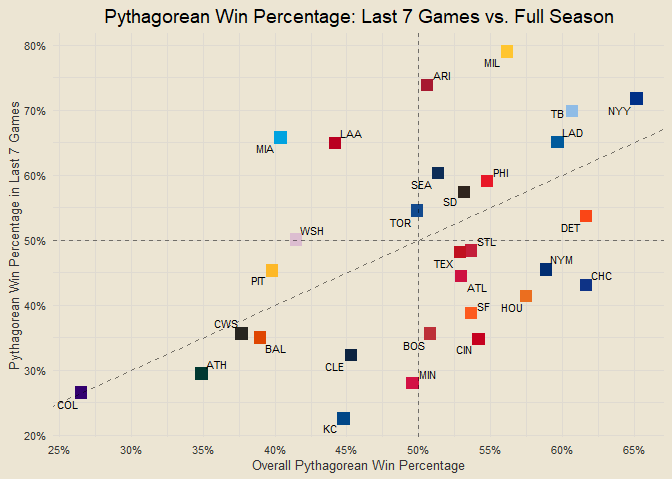 Pythagorean Win Percentage: Last 7 Games vs. Full Season
80%
MIL
ARI
70%
TB
NYY
LAD
MIA
LAA
60%
PHI
SEA
SD
TOR
DET
50%
WSH
STL
TEX
NYM
CHC
PIT
ATL
HOU
40%
SF
CWS
BAL
BOS
CIN
CLE
30%
ATH
MIN
COL
KC
20%
Pythagorean Win Percentage in Last 7 Games
25%
30%
35%
40%
45%
50%
55%
60%
65%
Overall Pythagorean Win Percentage